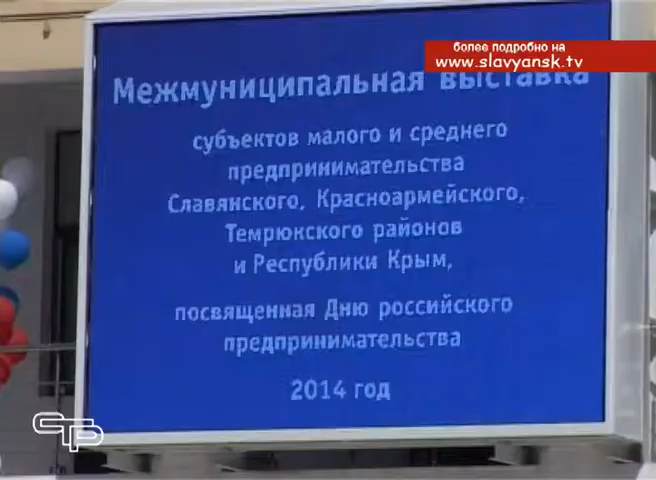 более подробно на
www.slavyansk.tv
Межмуниципальная выставка
субъектов малого и среднего
предпринимательства
Славянского, Красноармейского,
Темрюкского районов
и Республики Крым,
посвященная Дню российского
предпринимательства
2014 год
СТР